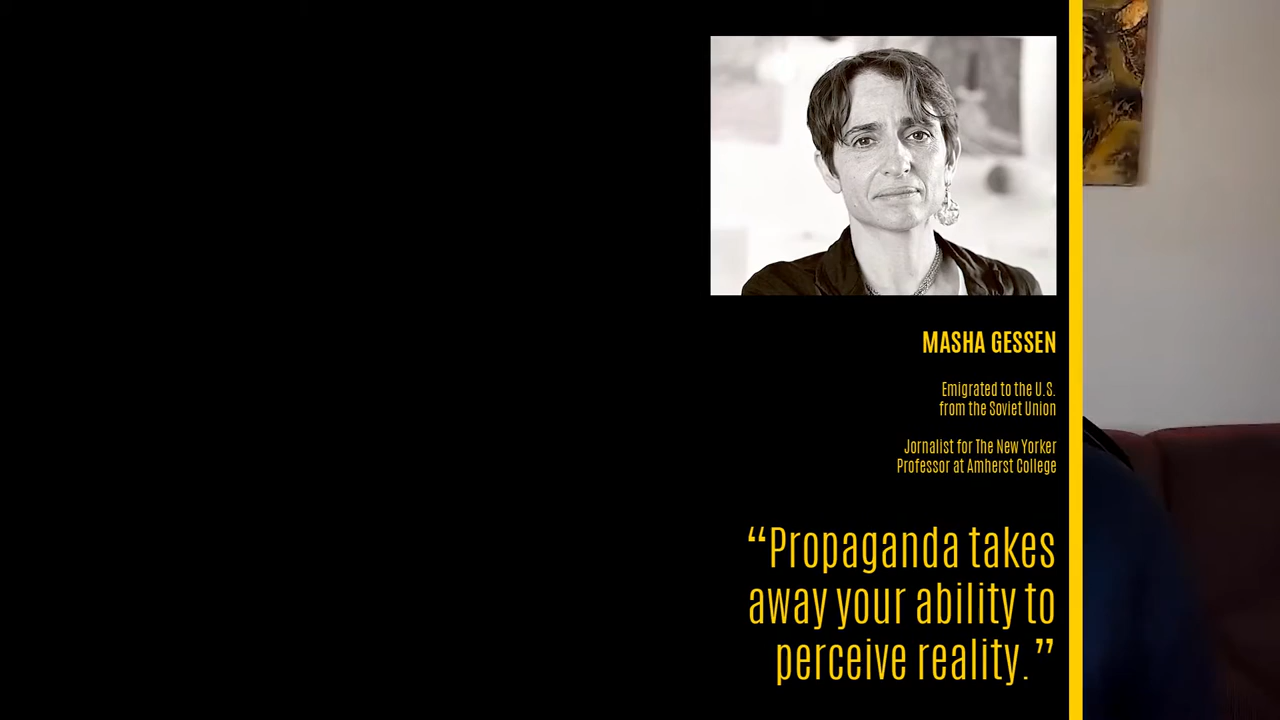 MASHA GESSEN
Emigrated to the U.S.
from the Soviet Union
Jornalist for The New Yorker
Professor at Amherst College
“Propaganda takes
away your ability to
perceive reality.”